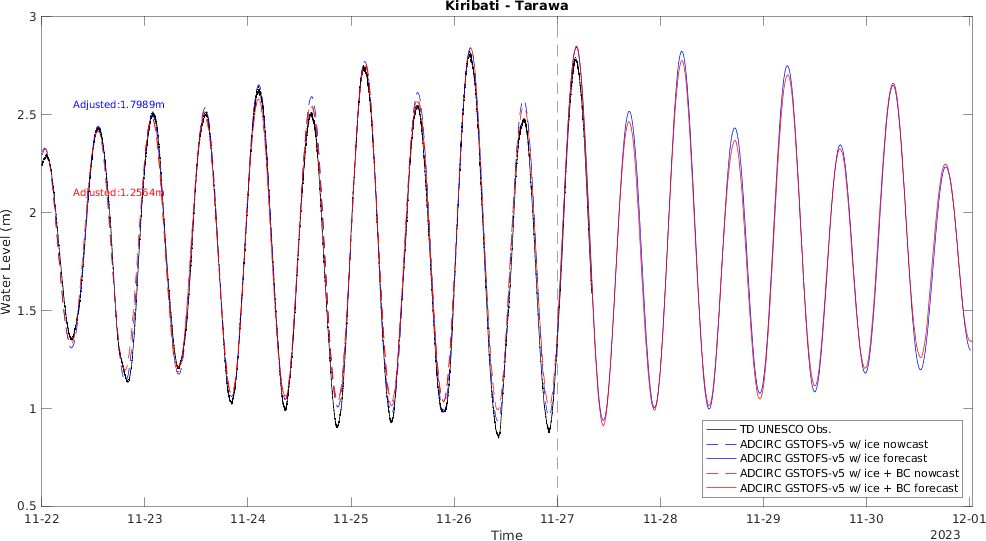 Kiribati - Tarawa
3
2.5
2
1.5
1
0.5
Water Level (m)
Adjusted:1.7989m
Adjusted:1.2564m
TD UNESCO Obs.
ADCIRC GSTOFS-v5 w/ ice nowcast
ADCIRC GSTOFS-v5 w/ ice forecast
ADCIRC GSTOFS-v5 w/ ice + BC nowcast
ADCIRC GSTOFS-v5 w/ ice + BC forecast
11-22 11-23 11-24 11-25 11-26 11-27 11-28 11-29 11-30 12-01
Time
2023